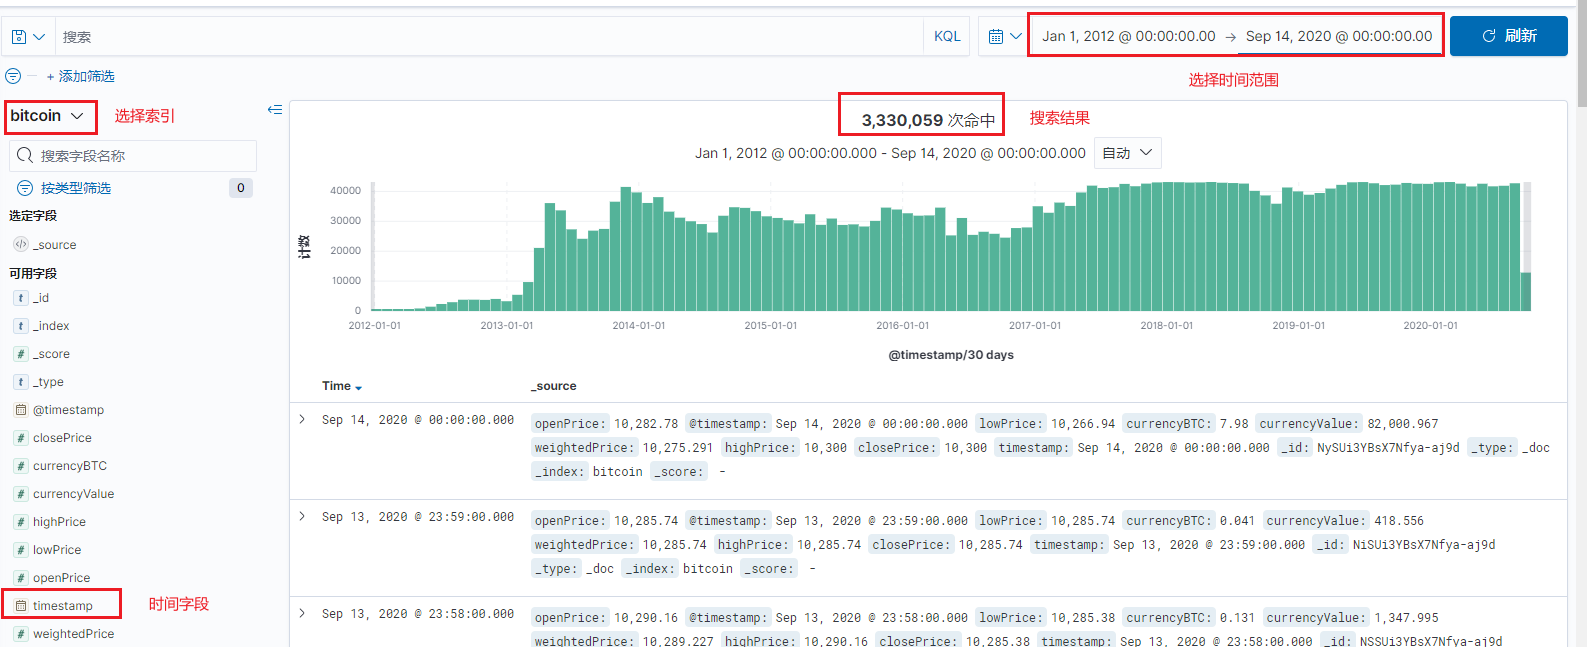 搜索 KQL Jan 1, 2012 @ 00:00:00.00 → Sep 14, 2020 @ 00:00:00.00 刷新
+ 添加筛选 选择时间范围
bitcoin 选择索引
搜索字段名称
按类型筛选 0
选定字段
_source
可用字段
t _id
t _index
# _score
t _type
@timestamp
# closePrice
# currencyBTC
# currencyValue
# highPrice
# lowPrice
# openPrice
timestamp 时间字段
# weightedPrice
3,330,059 次命中 搜索结果
Jan 1, 2012 @ 00:00:00.000 - Sep 14, 2020 @ 00:00:00.000 自动
计数
40000
30000
20000
10000
0
2012-01-01 2013-01-01 2014-01-01 2015-01-01 2016-01-01 2017-01-01 2018-01-01 2019-01-01 2020-01-01
@timestamp/30 days
Time _source
Sep 14, 2020 @ 00:00:00.000 openPrice: 10,282.78 @timestamp: Sep 14, 2020 @ 00:00:00.000 lowPrice: 10,266.94 currencyBTC: 7.98 currencyValue: 82,000.967
weightedPrice: 10,275.291 highPrice: 10,300 closePrice: 10,300 timestamp: Sep 14, 2020 @ 00:00:00.000 _id: NySUi3YBsX7Nfya-aj9d _type: _doc
_index: bitcoin _score: -
Sep 13, 2020 @ 23:59:00.000 openPrice: 10,285.74 @timestamp: Sep 13, 2020 @ 23:59:00.000 lowPrice: 10,285.74 currencyBTC: 0.041 currencyValue: 418.556
weightedPrice: 10,285.74 highPrice: 10,285.74 closePrice: 10,285.74 timestamp: Sep 13, 2020 @ 23:59:00.000 _id: NiSUi3YBsX7Nfya-aj9d
_type: _doc _index: bitcoin _score: -
Sep 13, 2020 @ 23:58:00.000 openPrice: 10,290.16 @timestamp: Sep 13, 2020 @ 23:58:00.000 lowPrice: 10,285.38 currencyBTC: 0.131 currencyValue: 1,347.995
weightedPrice: 10,289.227 highPrice: 10,290.16 closePrice: 10,285.38 timestamp: Sep 13, 2020 @ 23:58:00.000 _id: NSSUi3YBsX7Nfya-aj9d